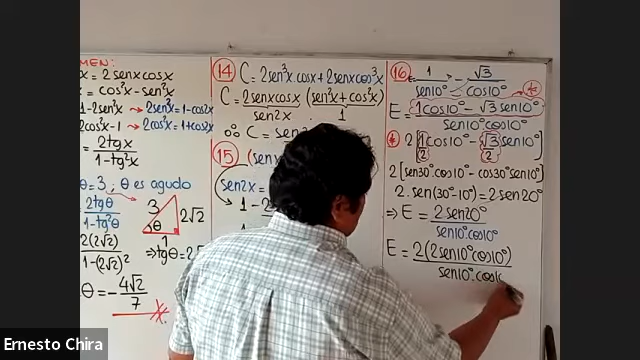 MEN:
x = 2senxcosx
x = cos²x - sen²x
1-2sen²x → 2sen²x = 1-cos2x
2cos²x-1 → 2cos²x = 1+cos2x
= 2tgx
1-tg²x
θ = 3, θ es agudo
2tgθ
1-tg²θ
3
2√2
θ
1
2(2√2)
1-(2√2)²
⇒ tgθ = 2√
θ = - 4√2
7
14
C = 2sen³x.cosx + 2senxcos³x
C = 2senxcosx (sen²x + cos²x)
sen2x
1
∴ C = sen
15
(senx
sen2x =
1 - 2
16
1 - √3
sen10° cos10°
E = 1cos10° - √3 sen10°
sen10°cos10°
2[1cos10° - √3 sen10°]
2 2
2[sen30°.cos10° - cos30°sen10°]
2.sen(30°-10°) = 2sen20°
⇒ E = 2sen20°
sen10°.cos10°
E = 2(2sen10°cos10°)
sen10°.cos1
Ernesto Chira